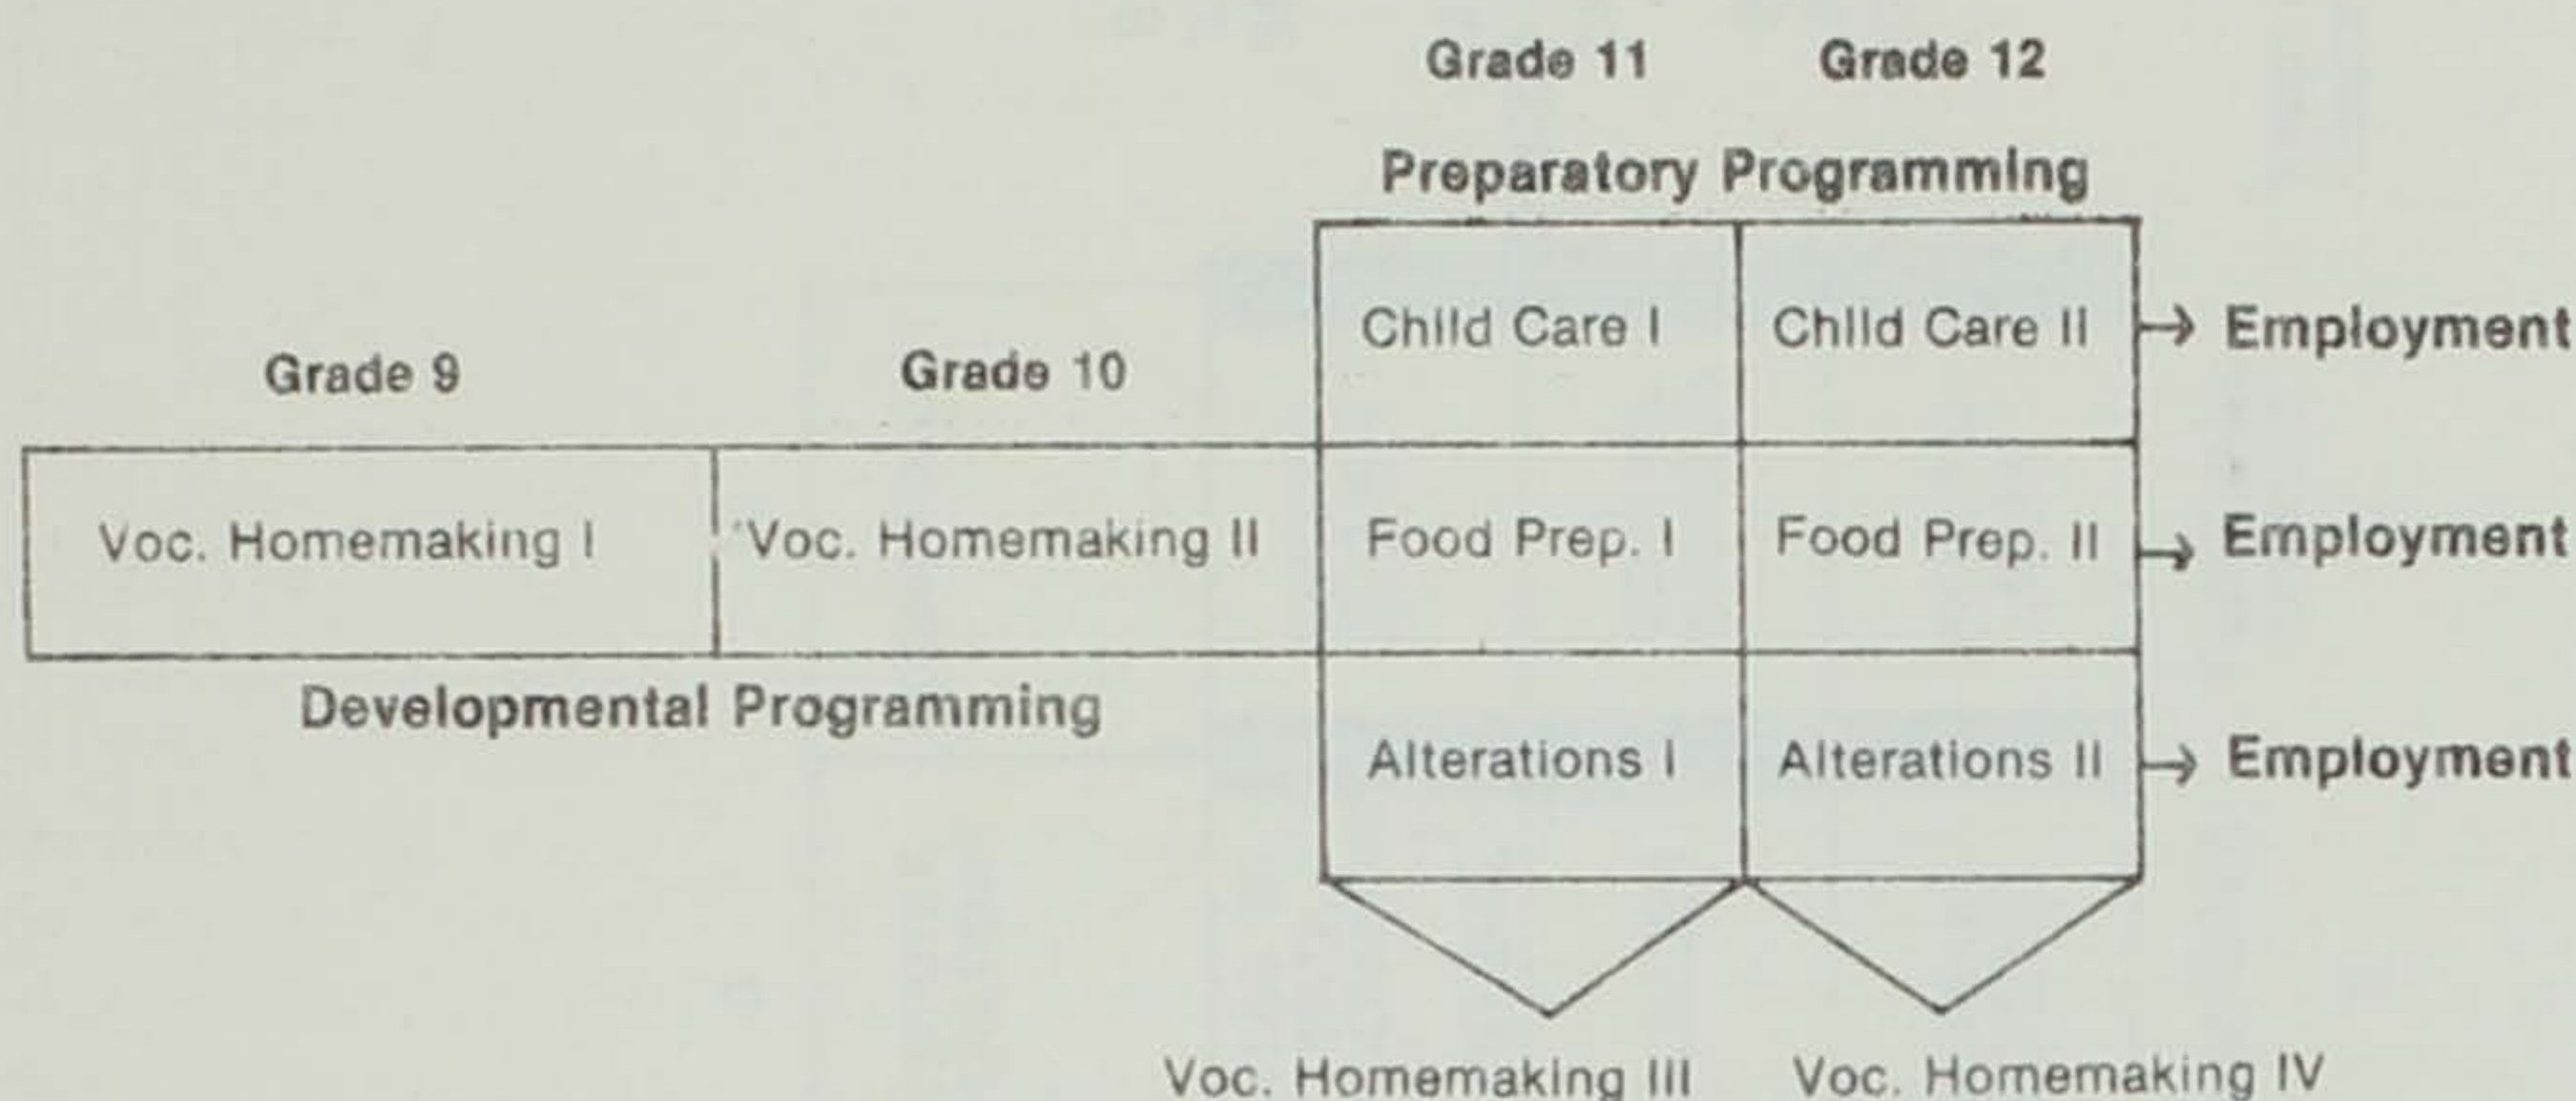 Grade 11 Grade 12
Preparatory Programming
Child Care I Child Care II Employment
Grade 9 Grade 10
Voc. Homemaking I Voc. Homemaking II Food Prep. I Food Prep. II Employment
Developmental Programming
Alterations I Alterations II Employment
Voc. Homemaking III Voc. Homemaking IV